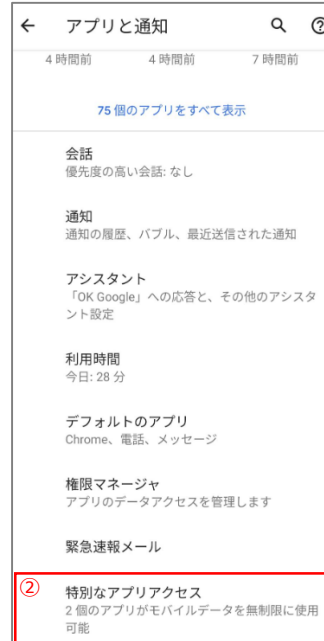 ← アプリと通知
4 時間前 4 時間前 7 時間前
75 個のアプリをすべて表示
会話
優先度の高い会話: なし
通知
通知の履歴、バブル、最近送信された通知
アシスタント
「OK Google」への応答と、その他のアシスタ
ント設定
利用時間
今日: 28 分
デフォルトのアプリ
Chrome、電話、メッセージ
権限マネージャ
アプリのデータアクセスを管理します
緊急速報メール
②
特別なアプリアクセス
2 個のアプリがモバイルデータを無制限に使用
可能